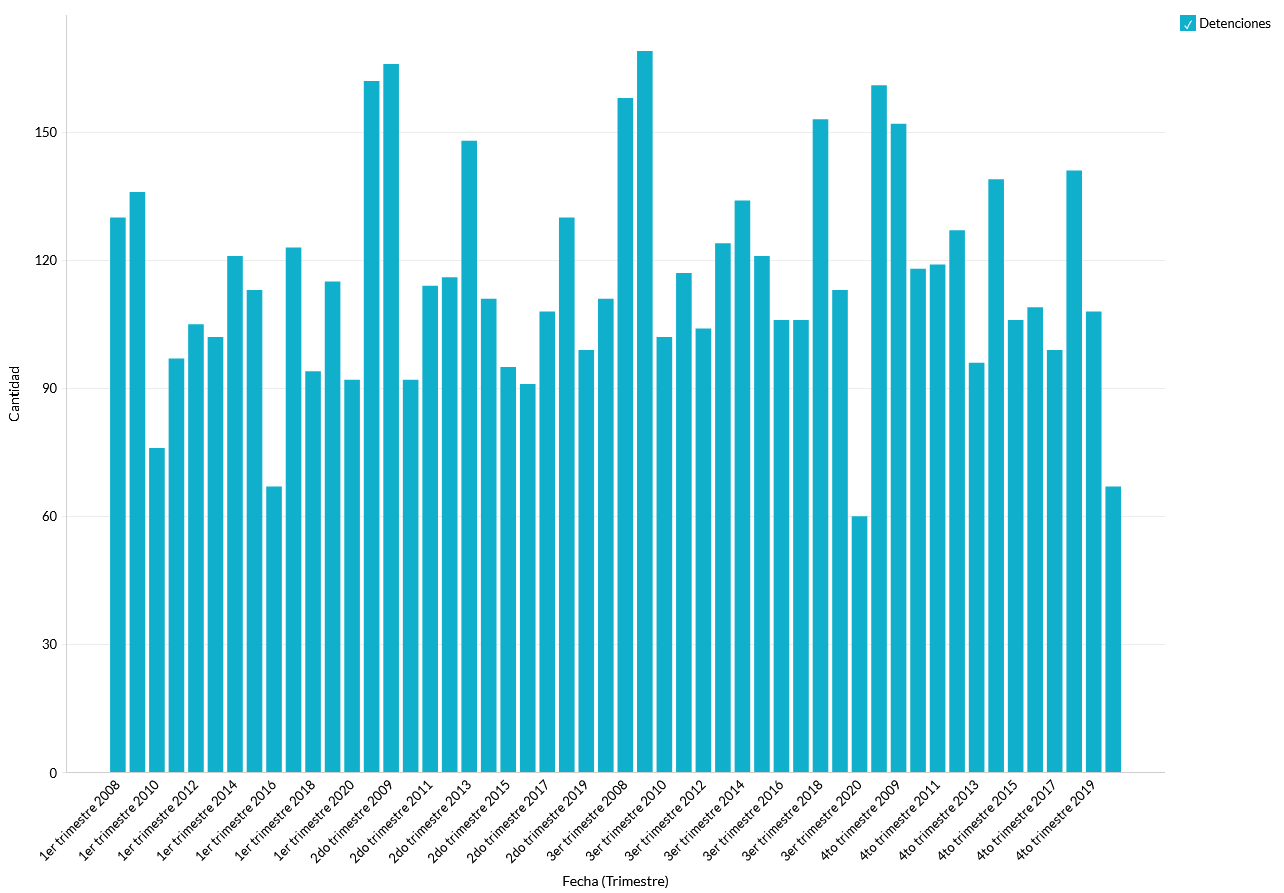 Detenciones
Cantidad
150
120
90
60
30
0
1er trimestre 2008
1er trimestre 2010
1er trimestre 2012
1er trimestre 2014
1er trimestre 2016
1er trimestre 2018
1er trimestre 2020
2do trimestre 2009
2do trimestre 2011
2do trimestre 2013
2do trimestre 2015
2do trimestre 2017
2do trimestre 2019
3er trimestre 2008
3er trimestre 2010
3er trimestre 2012
3er trimestre 2014
3er trimestre 2016
3er trimestre 2018
3er trimestre 2020
4to trimestre 2009
4to trimestre 2011
4to trimestre 2013
4to trimestre 2015
4to trimestre 2017
4to trimestre 2019
Fecha (Trimestre)